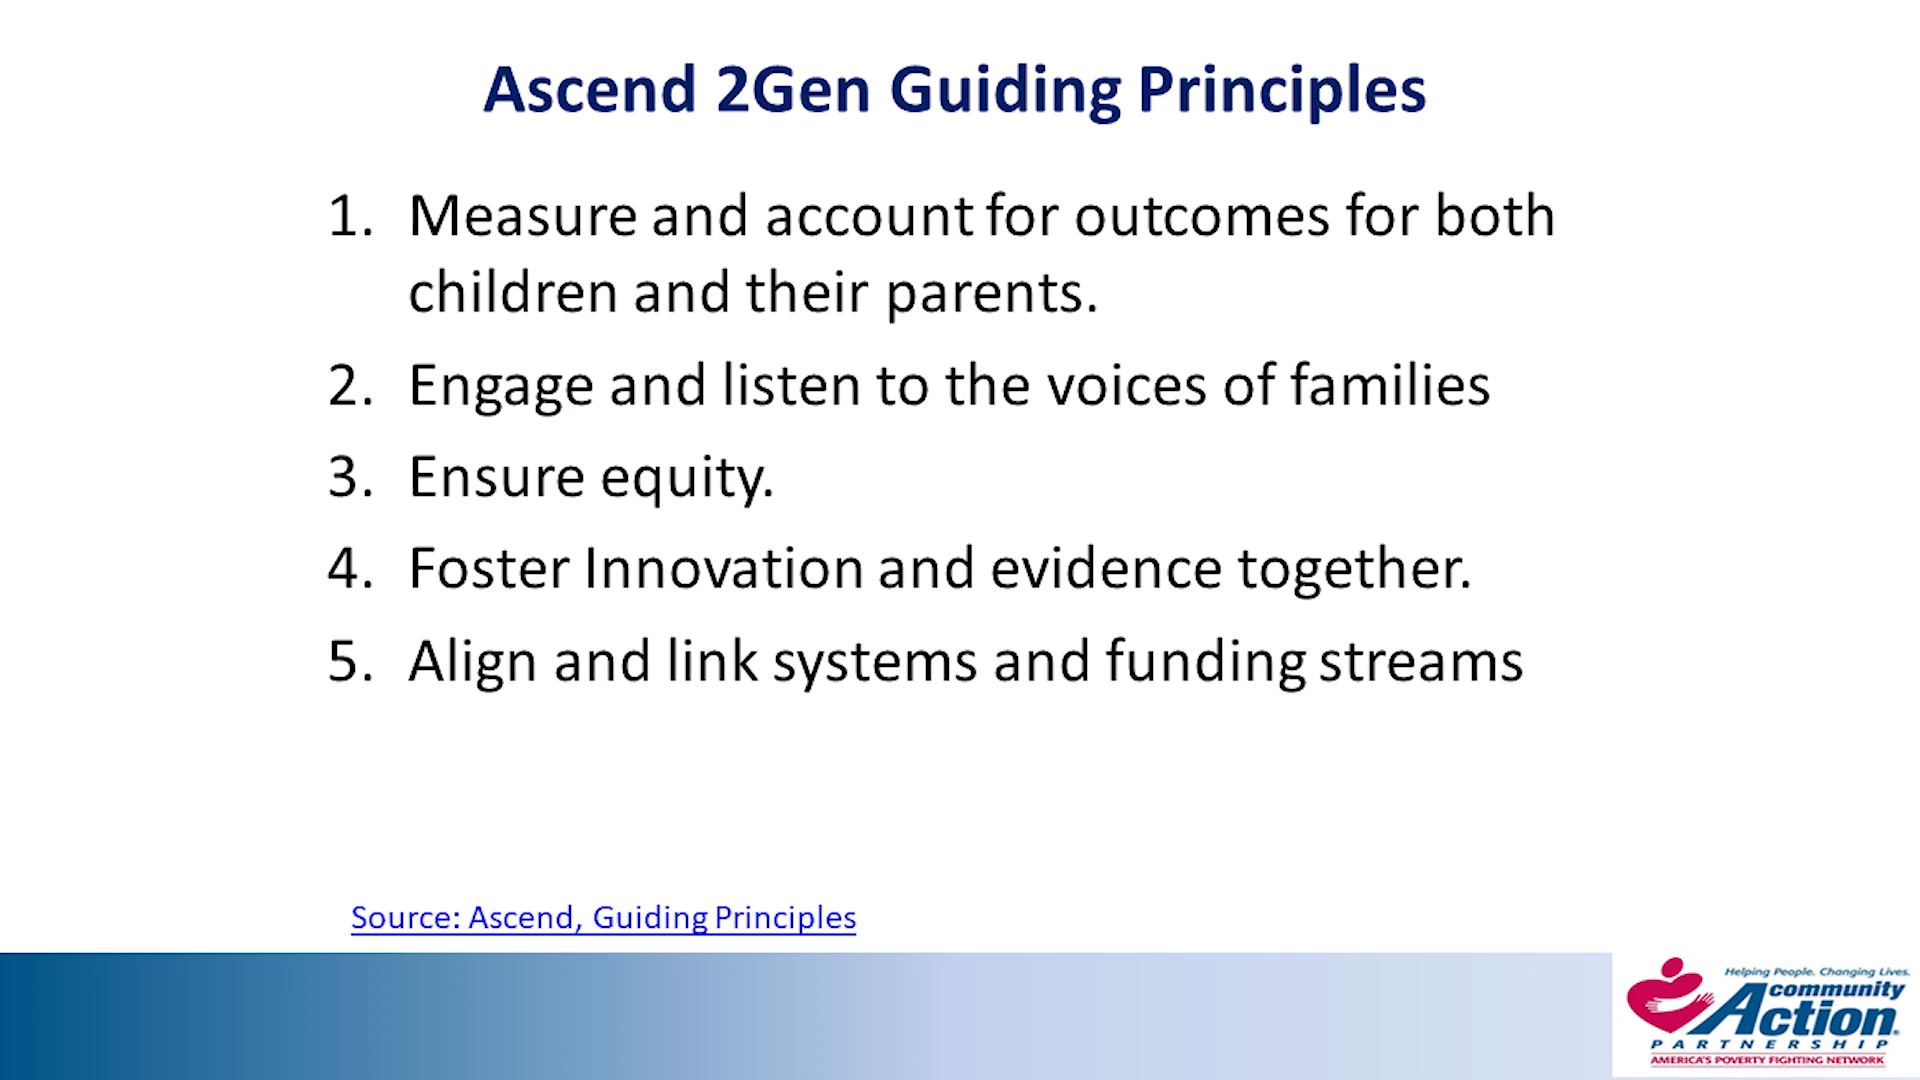 Ascend 2Gen Guiding Principles
1. Measure and account for outcomes for both
children and their parents.
2. Engage and listen to the voices of families
3. Ensure equity.
4. Foster Innovation and evidence together.
5. Align and link systems and funding streams
Source: Ascend, Guiding Principles
Helping People. Changing Lives.
community
Action
PARTNERSHIP
AMERICA'S POVERTY FIGHTING NETWORK